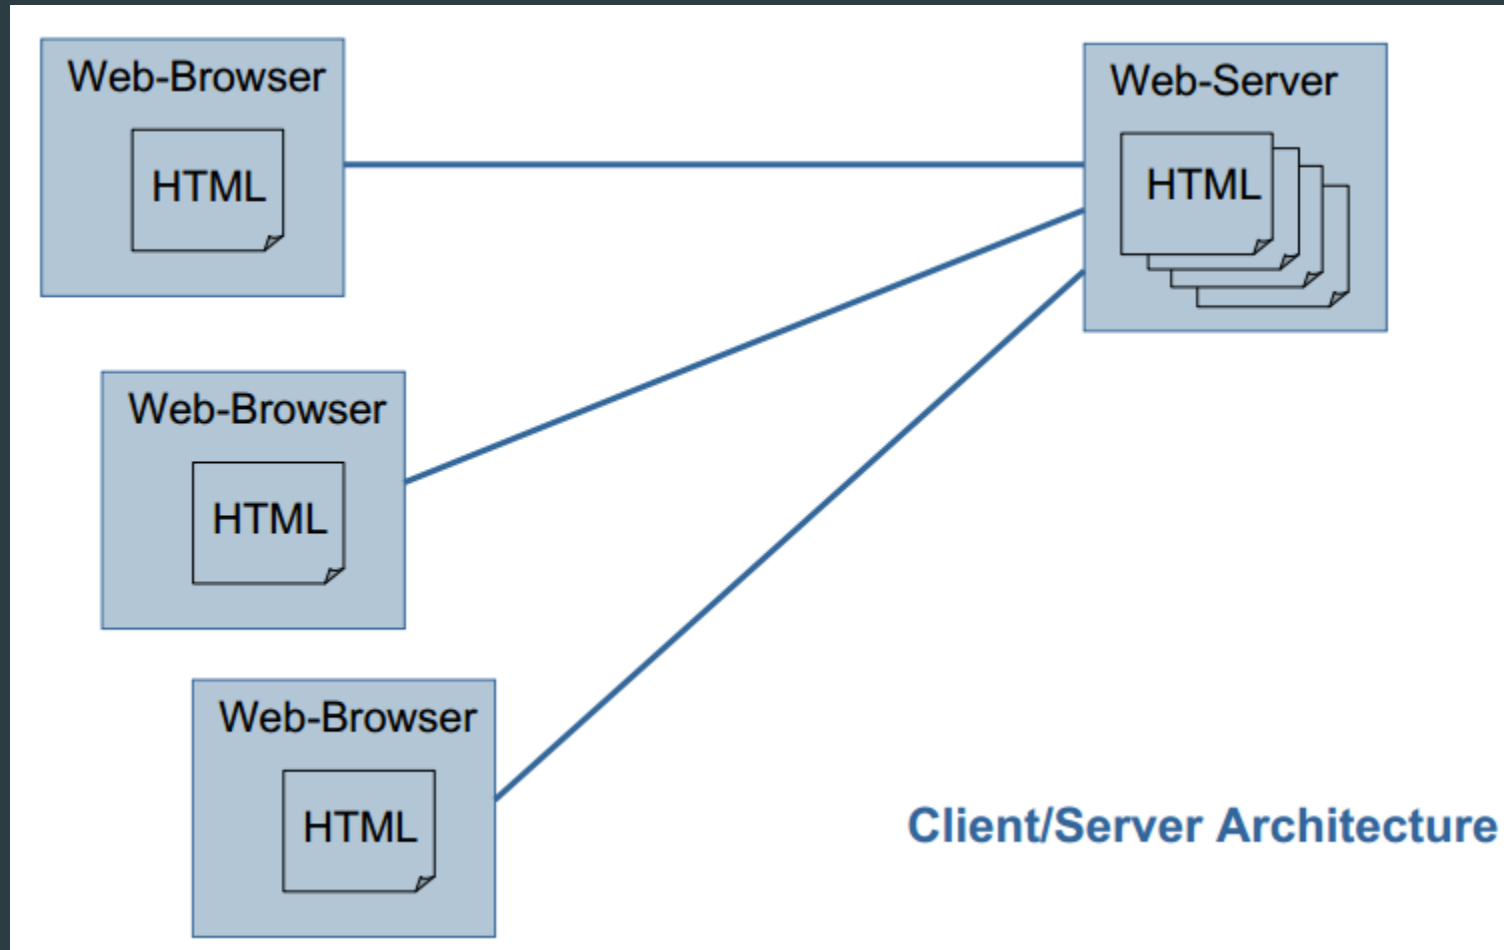 Web-Browser
HTML
Web-Server
HTML
Web-Browser
HTML
Web-Browser
HTML
Client/Server Architecture